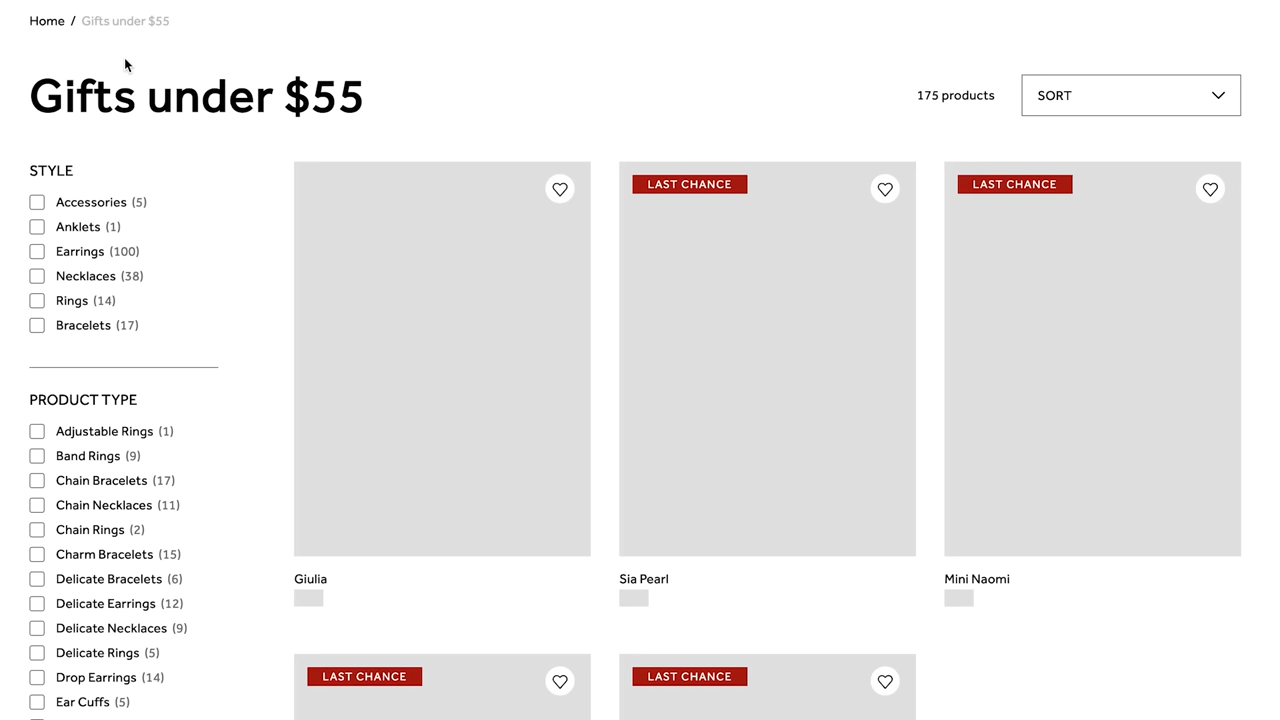 Home / Gifts under $55
Gifts under $55
175 products
SORT
STYLE
Accessories (5)
Anklets (1)
Earrings (100)
Necklaces (38)
Rings (14)
Bracelets (17)
PRODUCT TYPE
Adjustable Rings (1)
Band Rings (9)
Chain Bracelets (17)
Chain Necklaces (11)
Chain Rings (2)
Charm Bracelets (15)
Delicate Bracelets (6)
Delicate Earrings (12)
Delicate Necklaces (9)
Delicate Rings (5)
Drop Earrings (14)
Ear Cuffs (5)
LAST CHANCE
LAST CHANCE
Giulia
Sia Pearl
Mini Naomi
LAST CHANCE
LAST CHANCE